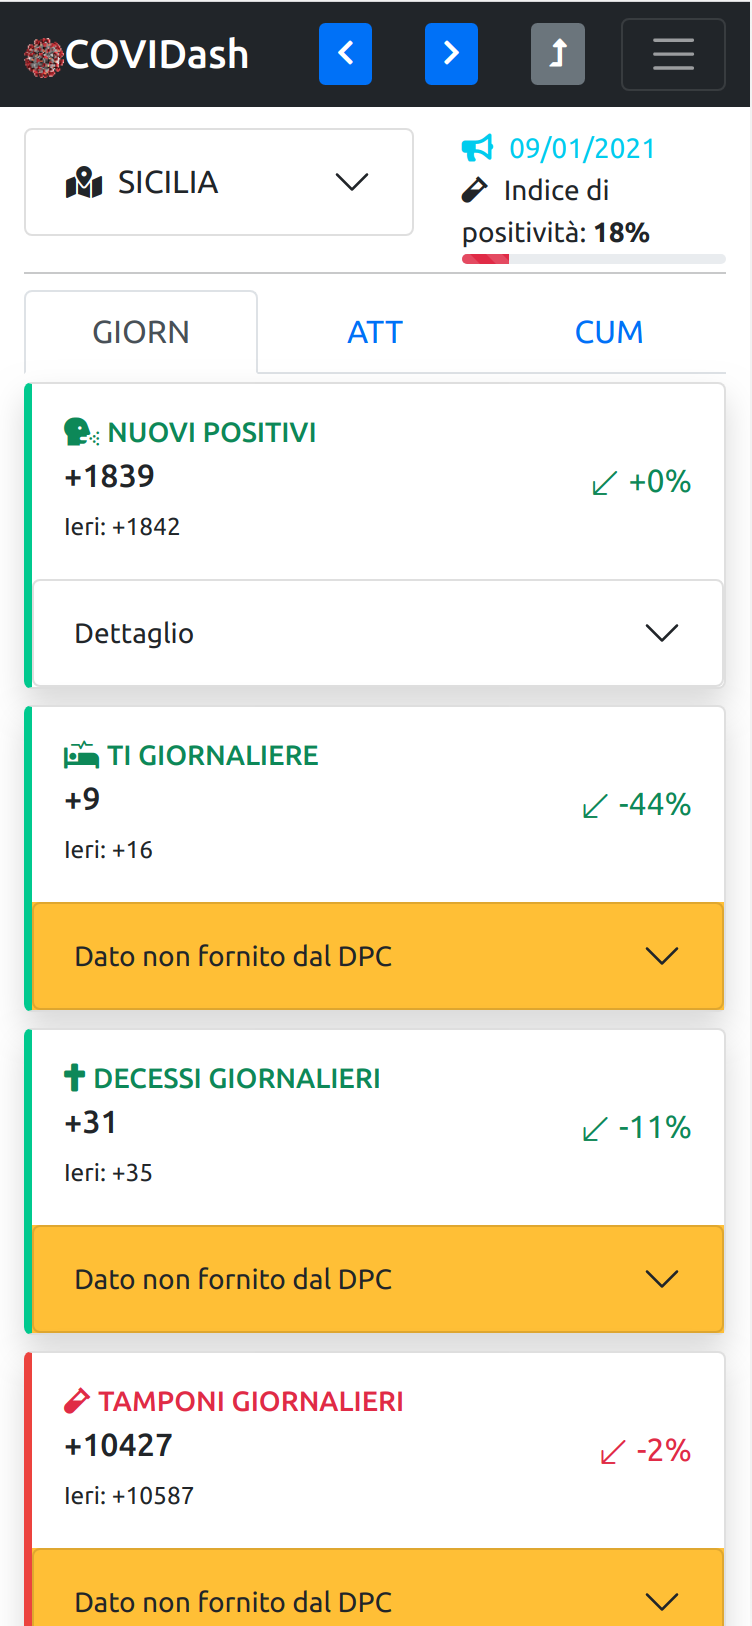 COVIDash
SICILIA
09/01/2021
Indice di
positività: 18%
GIORN
ATT
CUM
NUOVI POSITIVI
+1839
+0%
Ieri: +1842
Dettaglio
TI GIORNALIERE
+9
-44%
Ieri: +16
Dato non fornito dal DPC
DECESSI GIORNALIERI
+31
-11%
Ieri: +35
Dato non fornito dal DPC
TAMPONI GIORNALIERI
+10427
-2%
Ieri: +10587
Dato non fornito dal DPC